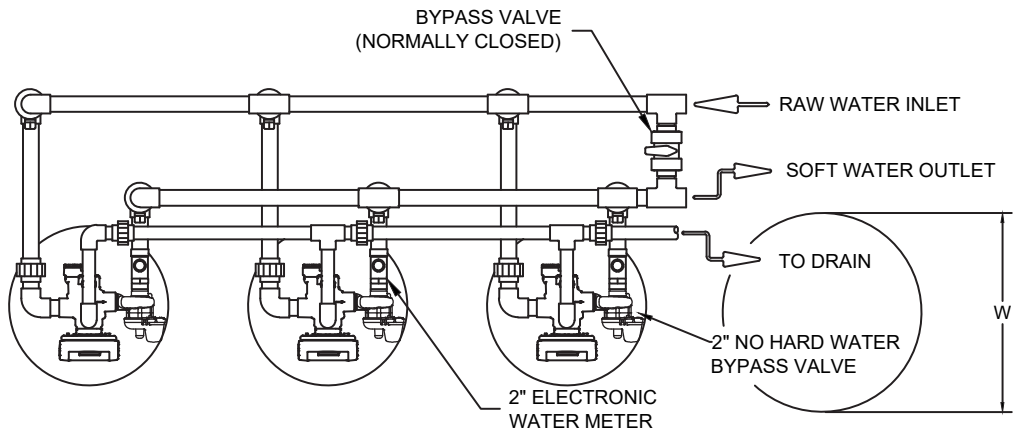 BYPASS VALVE
(NORMALLY CLOSED)
RAW WATER INLET
SOFT WATER OUTLET
TO DRAIN
W
2" NO HARD WATER
BYPASS VALVE
2" ELECTRONIC
WATER METER